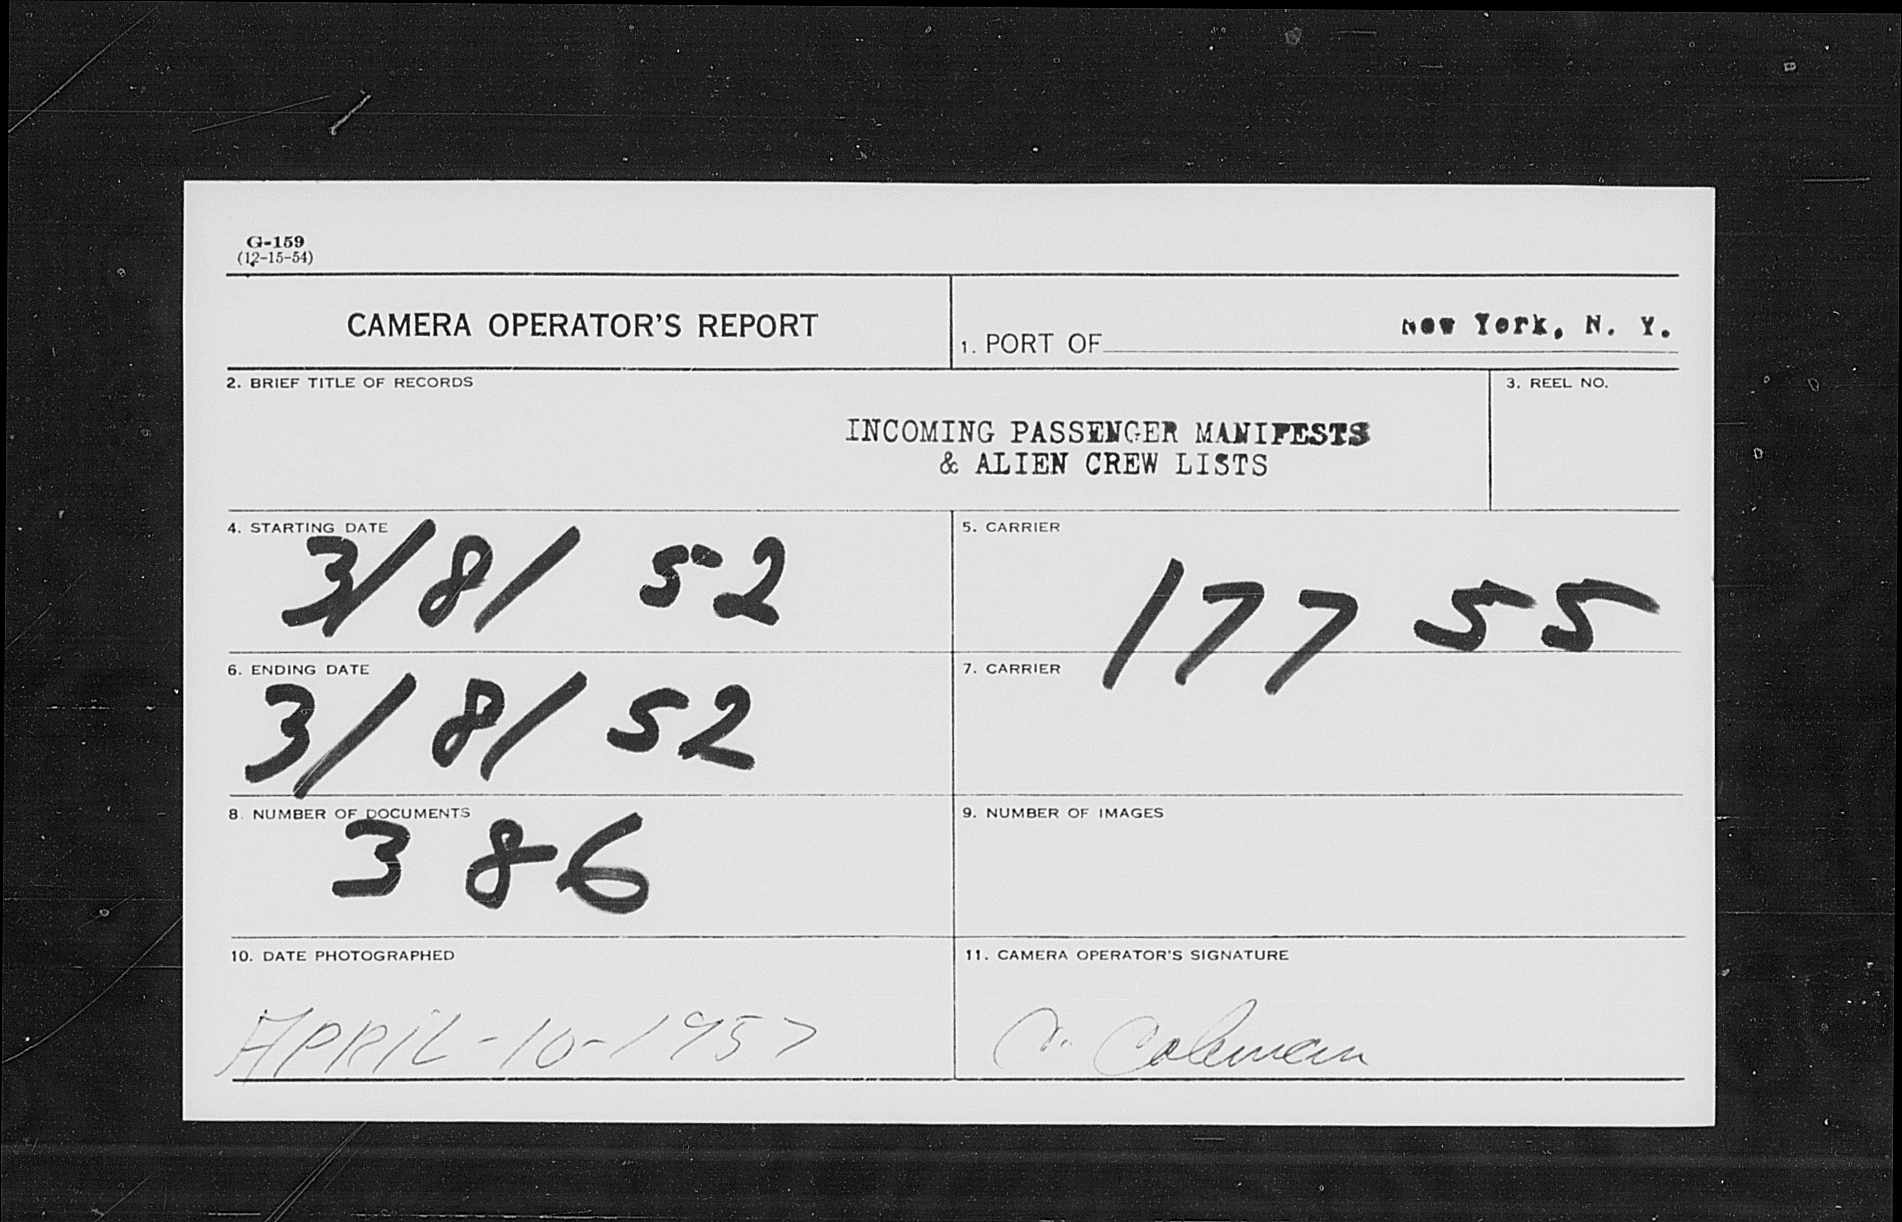 G-159
(12-15-54)
CAMERA OPERATOR'S REPORT
1. PORT OF New York, N. Y.
2. BRIEF TITLE OF RECORDS
INCOMING PASSENGER MANIFESTS
& ALIEN CREW LISTS
3. REEL NO.
4. STARTING DATE
3/8/52
5. CARRIER
17755
6. ENDING DATE
3/8/52
7. CARRIER
8. NUMBER OF DOCUMENTS
386
9. NUMBER OF IMAGES
10. DATE PHOTOGRAPHED
APRIL-10-1957
11. CAMERA OPERATOR'S SIGNATURE
Coleman